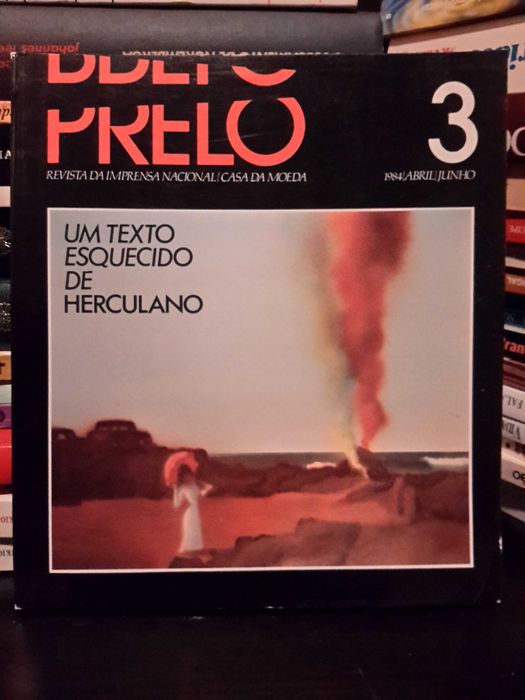 PRELO
3
REVISTA DA IMPRENSA NACIONAL/CASA DA MOEDA
1984/ABRIL/JUNHO
UM TEXTO
ESQUECIDO
DE
HERCULANO